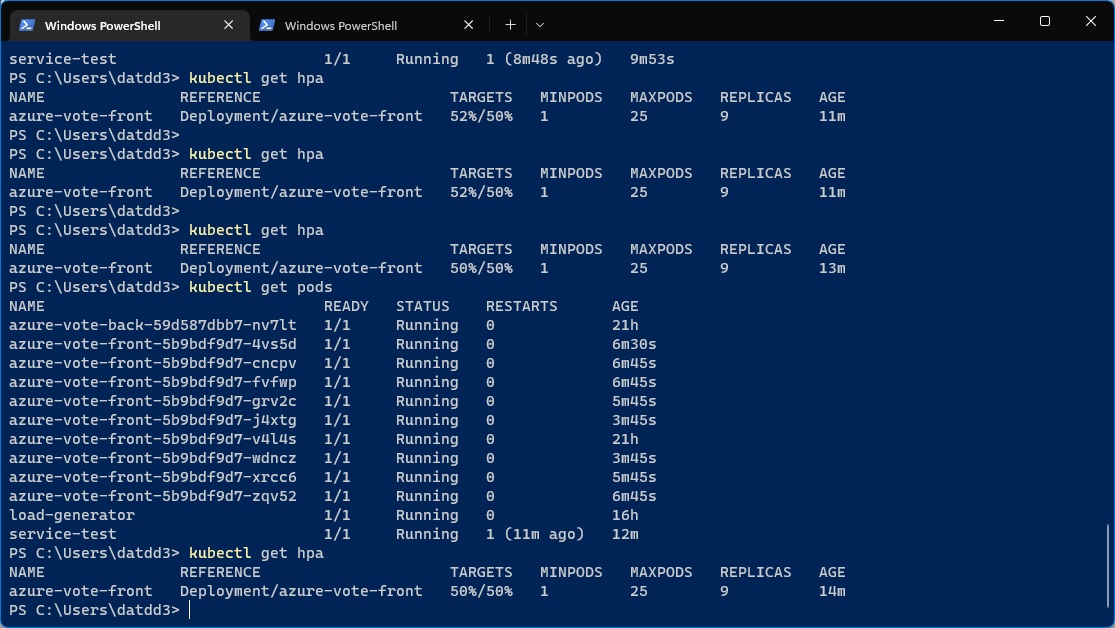 Windows PowerShell
Windows PowerShell
service-test 1/1 Running 1 (8m48s ago) 9m53s
PS C:\Users\datdd3> kubectl get hpa
NAME REFERENCE TARGETS MINPODS MAXPODS REPLICAS AGE
azure-vote-front Deployment/azure-vote-front 52%/50% 1 25 9 11m
PS C:\Users\datdd3>
PS C:\Users\datdd3> kubectl get hpa
NAME REFERENCE TARGETS MINPODS MAXPODS REPLICAS AGE
azure-vote-front Deployment/azure-vote-front 52%/50% 1 25 9 11m
PS C:\Users\datdd3>
PS C:\Users\datdd3> kubectl get hpa
NAME REFERENCE TARGETS MINPODS MAXPODS REPLICAS AGE
azure-vote-front Deployment/azure-vote-front 50%/50% 1 25 9 13m
PS C:\Users\datdd3> kubectl get pods
NAME READY STATUS RESTARTS AGE
azure-vote-back-59d587dbb7-nv7lt 1/1 Running 0 21h
azure-vote-front-5b9bdf9d7-4vs5d 1/1 Running 0 6m30s
azure-vote-front-5b9bdf9d7-cncpv 1/1 Running 0 6m45s
azure-vote-front-5b9bdf9d7-fvfwp 1/1 Running 0 6m45s
azure-vote-front-5b9bdf9d7-grv2c 1/1 Running 0 5m45s
azure-vote-front-5b9bdf9d7-j4xtg 1/1 Running 0 3m45s
azure-vote-front-5b9bdf9d7-v4l4s 1/1 Running 0 21h
azure-vote-front-5b9bdf9d7-wdncz 1/1 Running 0 3m45s
azure-vote-front-5b9bdf9d7-xrcc6 1/1 Running 0 5m45s
azure-vote-front-5b9bdf9d7-zqv52 1/1 Running 0 6m45s
load-generator 1/1 Running 0 16h
service-test 1/1 Running 1 (11m ago) 12m
PS C:\Users\datdd3> kubectl get hpa
NAME REFERENCE TARGETS MINPODS MAXPODS REPLICAS AGE
azure-vote-front Deployment/azure-vote-front 50%/50% 1 25 9 14m
PS C:\Users\datdd3>